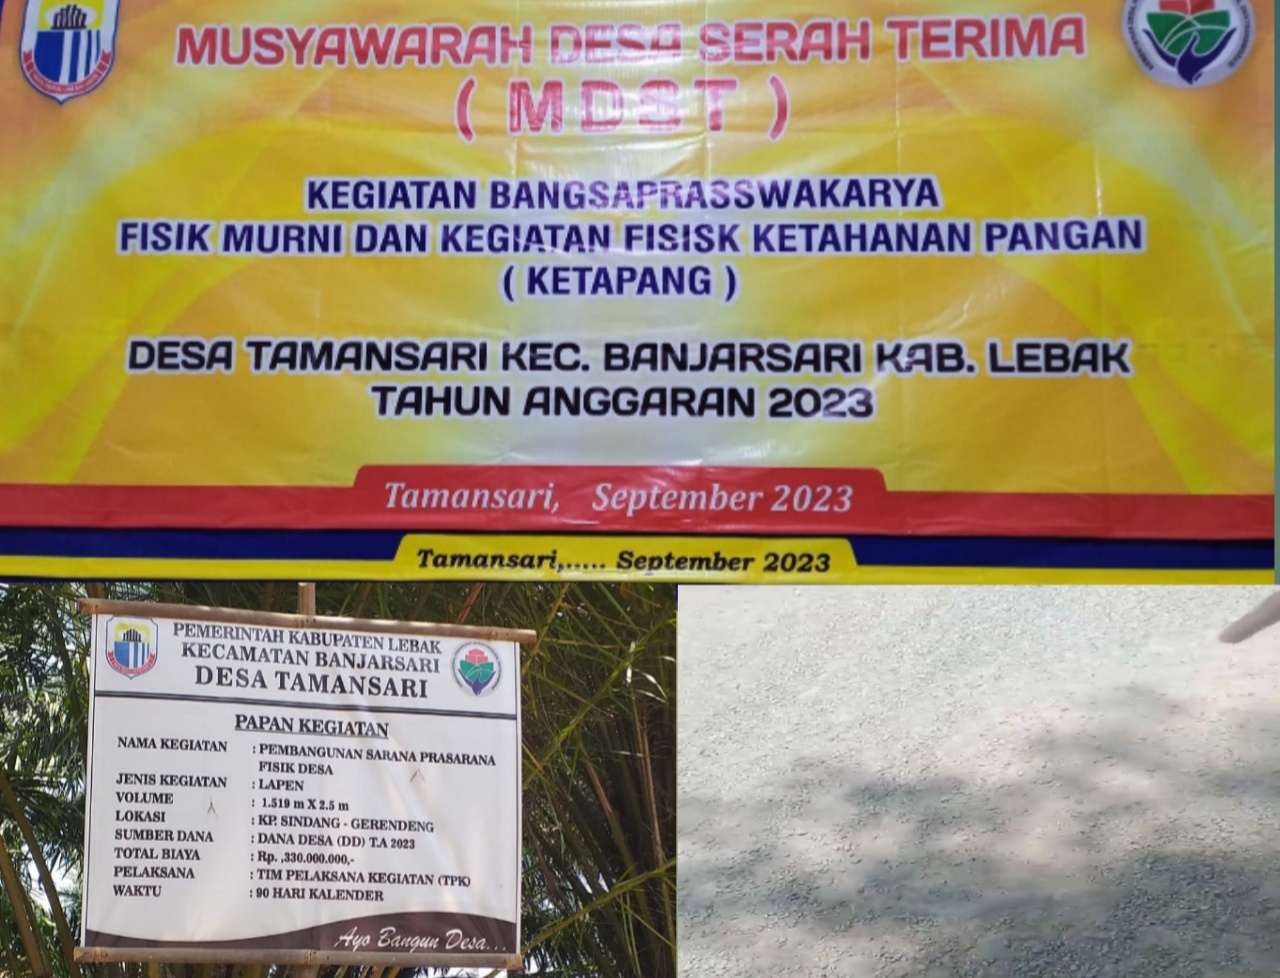 MUSYAWARAH DESA SERAH TERIMA
( MDST )
KEGIATAN BANGSAPRASSWAKARYA
FISIK MURNI DAN KEGIATAN FISISK KETAHANAN PANGAN
( KETAPANG )
DESA TAMANSARI KEC. BANJARSARI KAB. LEBAK
TAHUN ANGGARAN 2023
Tamansari, September 2023
Tamansari,..... September 2023
PEMERINTAH KABUPATEN LEBAK
KECAMATAN BANJARSARI
DESA TAMANSARI
PAPAN KEGIATAN
NAMA KEGIATAN : PEMBANGUNAN SARANA PRASARANA
FISIK DESA
JENIS KEGIATAN : LAPEN
VOLUME : 1.519 m X 2.5 m
LOKASI : KP. SINDANG - GERENDENG
SUMBER DANA : DANA DESA (DD) T.A 2023
TOTAL BIAYA : Rp. ,330.000.000,-
PELAKSANA : TIM PELAKSANA KEGIATAN (TPK)
WAKTU : 90 HARI KALENDER
Ayo Bangun Desa...